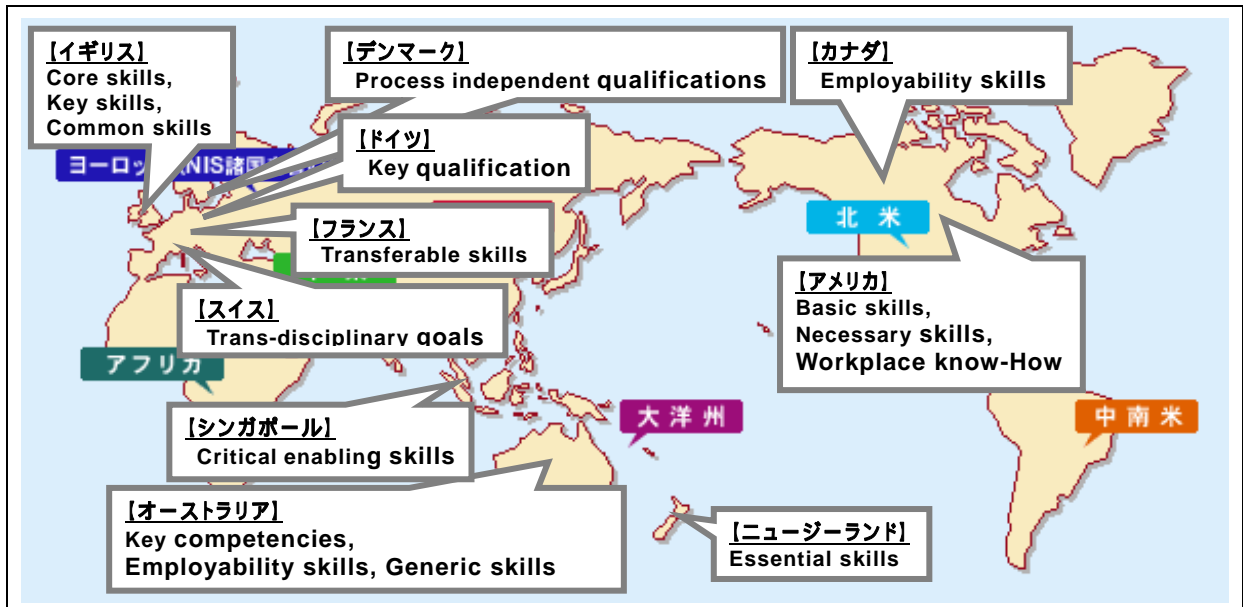 【イギリス】
Core skills,
Key skills,
Common skills
【デンマーク】
Process independent qualifications
【カナダ】
Employability skills
【ドイツ】
Key qualification
ヨーロッ
NIS諸国
【フランス】
Transferable skills
北米
【スイス】
Trans-disciplinary goals
【アメリカ】
Basic skills,
Necessary skills,
Workplace know-How
アフリカ
【シンガポール】
Critical enabling skills
大洋州
中南米
【オーストラリア】
Key competencies,
Employability skills, Generic skills
【ニュージーランド】
Essential skills